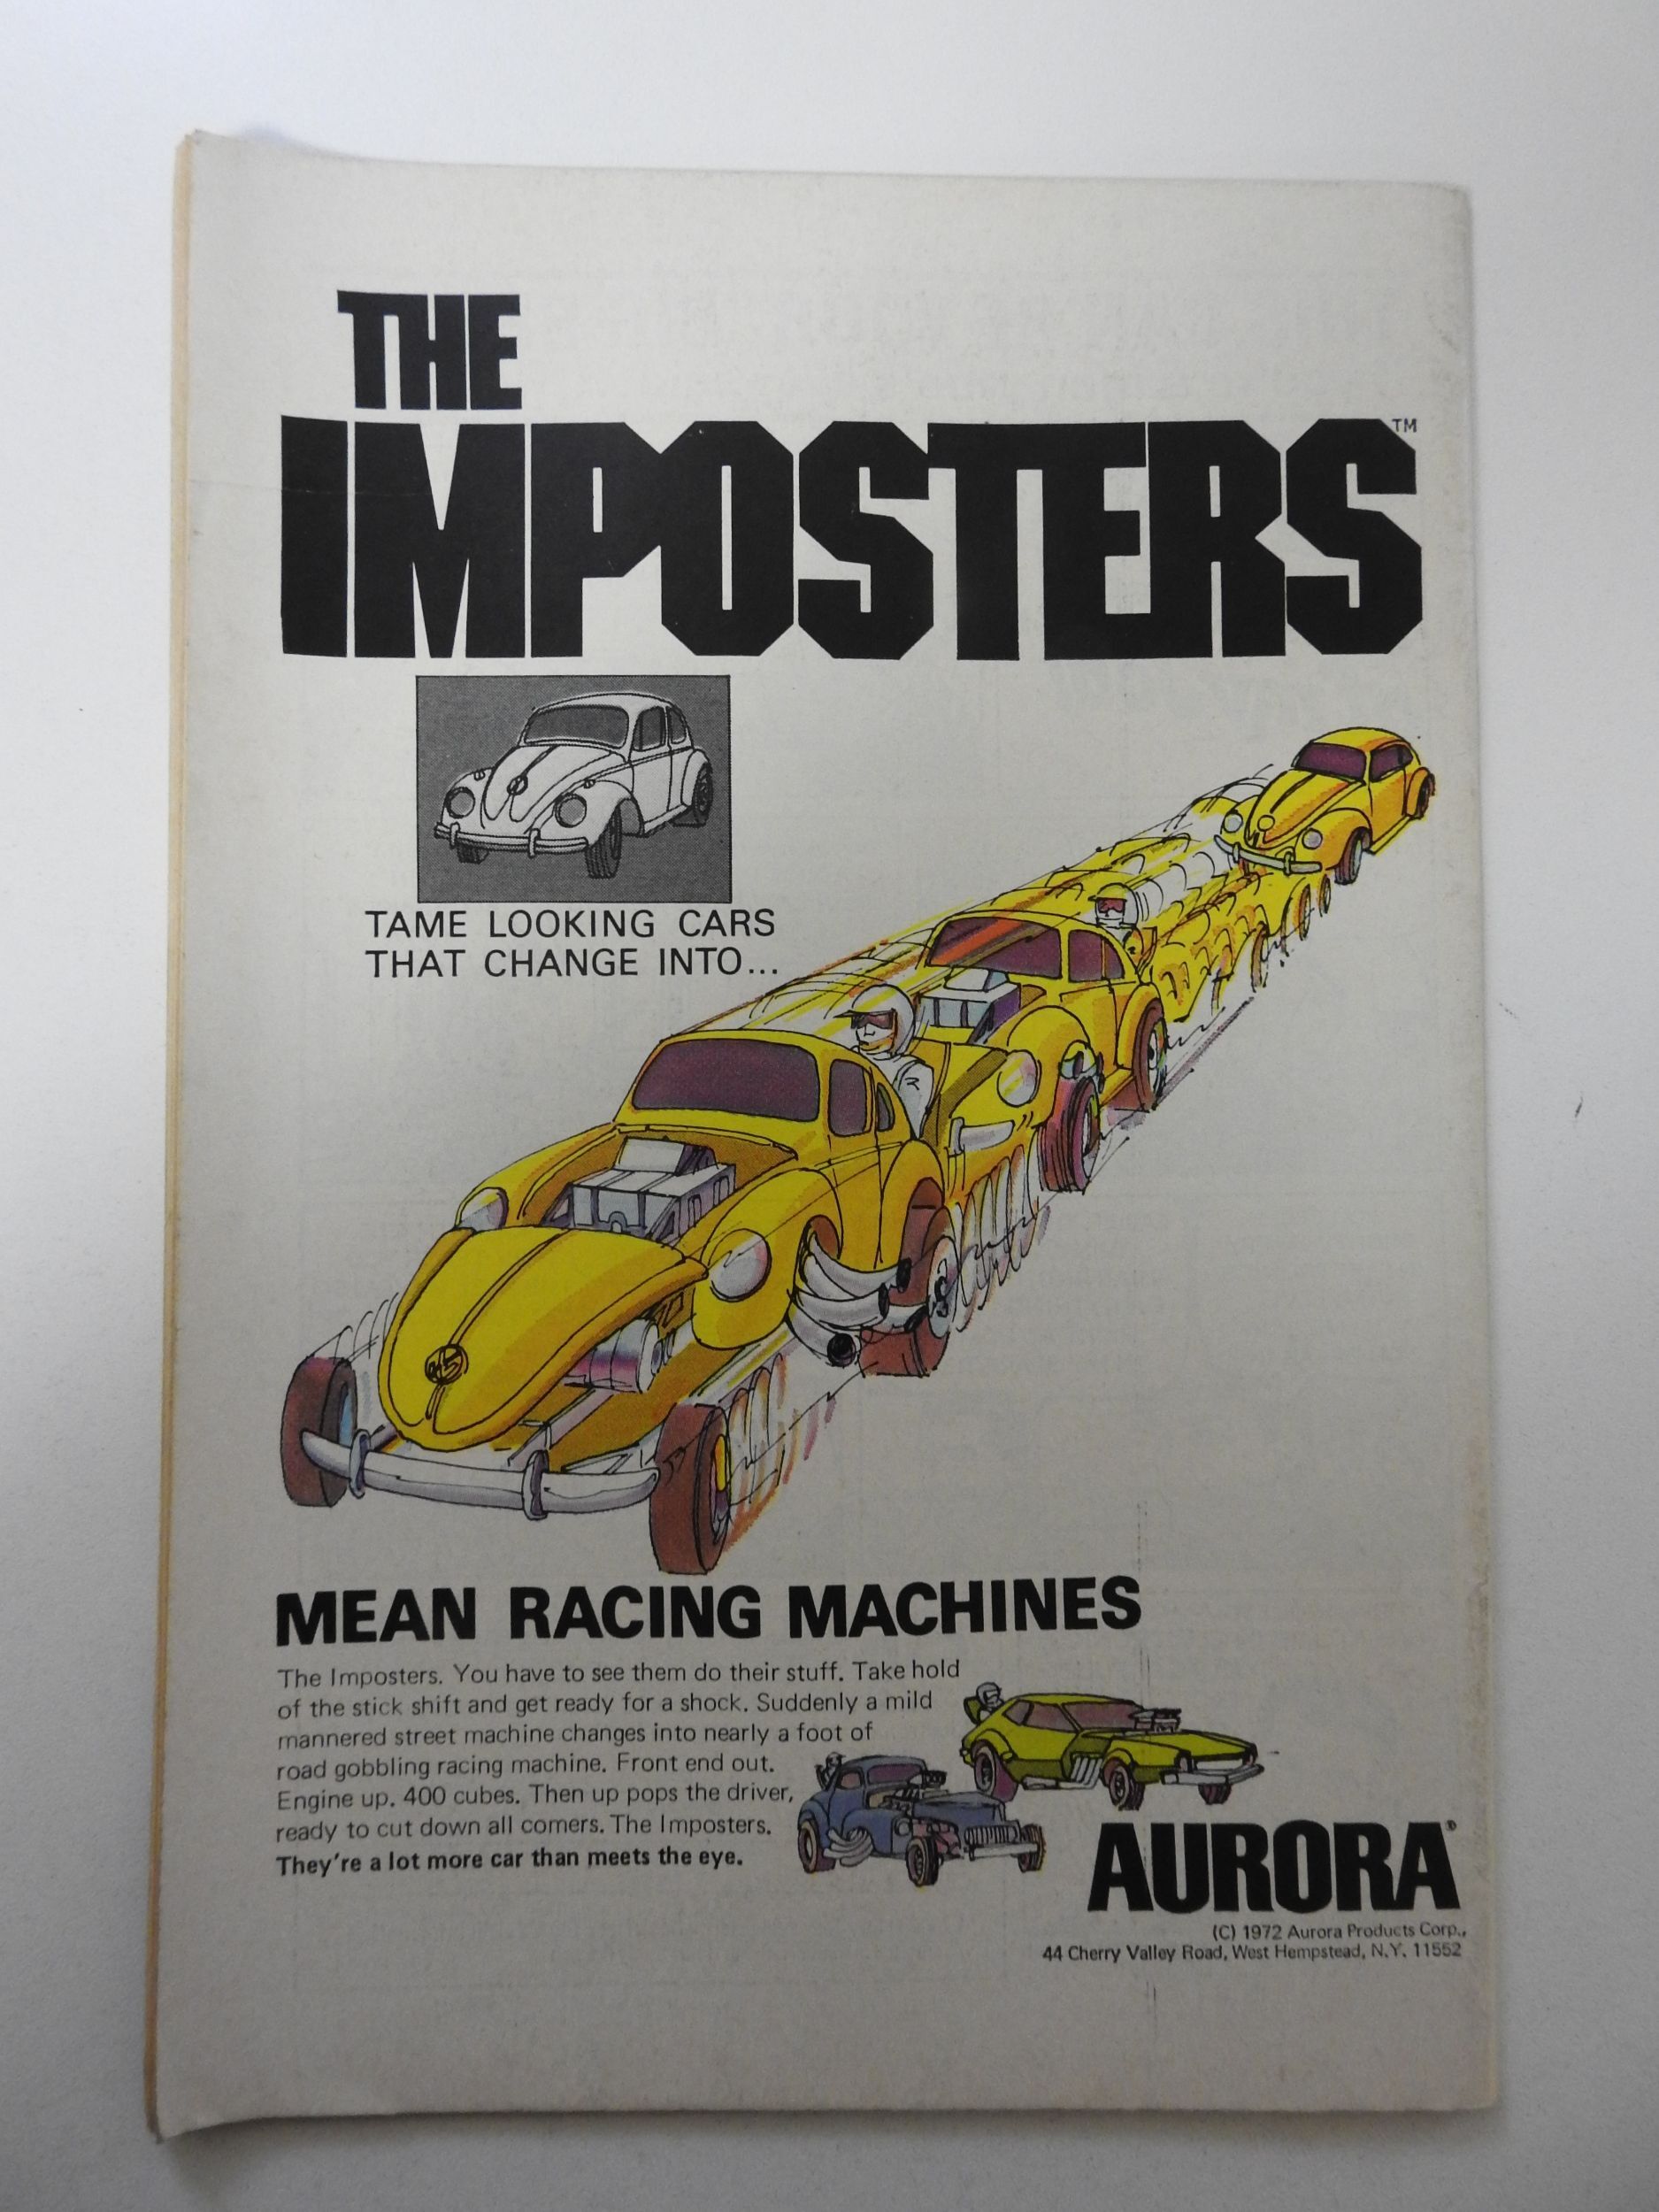 THE
IMPOSTERS™
TAME LOOKING CARS
THAT CHANGE INTO...
MEAN RACING MACHINES
The Imposters. You have to see them do their stuff. Take hold
of the stick shift and get ready for a shock. Suddenly a mild
mannered street machine changes into nearly a foot of
road gobbling racing machine. Front end out.
Engine up. 400 cubes. Then up pops the driver,
ready to cut down all comers. The Imposters.
They're a lot more car than meets the eye.
AURORA®
(C) 1972 Aurora Products Corp.,
44 Cherry Valley Road, West Hempstead, N.Y. 11552